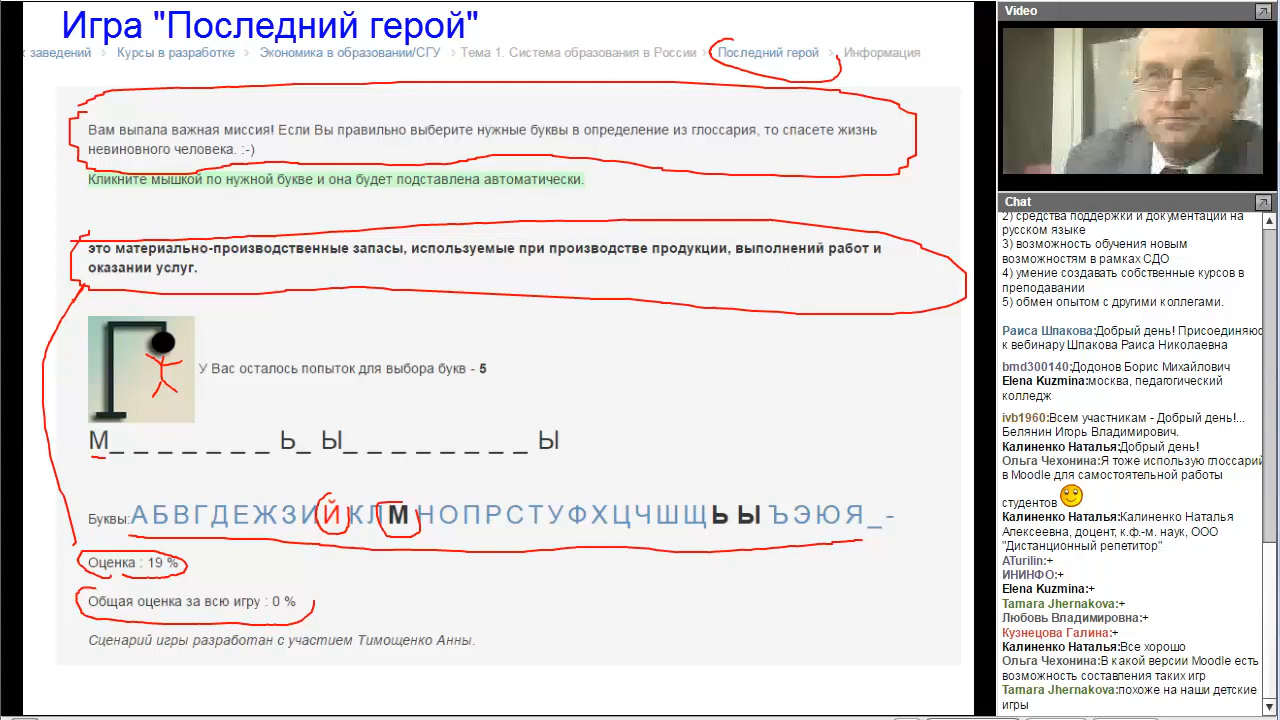 Игра "Последний герой"
к заведений › Курсы в разработке › Экономика в образовании/СГУ › Тема 1. Система образования в России › Последний герой › Информация
Вам выпала важная миссия! Если Вы правильно выберите нужные буквы в определение из глоссария, то спасете жизнь
невиновного человека. :-)
Кликните мышкой по нужной букве и она будет подставлена автоматически.
это материально-производственные запасы, используемые при производстве продукции, выполнений работ и
оказании услуг.
У Вас осталось попыток для выбора букв - 5
М_ _ _ _ _ _ _ Ь_ Ы_ _ _ _ _ _ _ _ Ы
Буквы:А Б В Г Д Е Ж З И Й К Л М Н О П Р С Т У Ф Х Ц Ч Ш Щ Ь Ы Ъ Э Ю Я _ -
Оценка : 19 %
Общая оценка за всю игру : 0 %
Сценарий игры разработан с участием Тимощенко Анны.
Video
Chat
2) средства поддержки и документации на
русском языке
3) возможность обучения новым
возможностям в рамках СДО
4) умение создавать собственные курсов в
преподавании
5) обмен опытом с другими коллегами.
Раиса Шпакова:Добрый день! Присоединяюс
к вебинару Шпакова Раиса Николаевна
bmd300140:Додонов Борис Михайлович
Elena Kuzmina:москва, педагогический
колледж
ivb1960:Всем участникам - Добрый день!...
Белянин Игорь Владимирович.
Калиненко Наталья:Добрый день!
Ольга Чехонина:Я тоже использую глоссарий
в Moodle для самостоятельной работы
студентов
Калиненко Наталья:Калиненко Наталья
Алексеевна, доцент, к.ф.-м. наук, ООО
"Дистанционный репетитор"
ATurilin:+
ИНИНФО:+
Elena Kuzmina:+
Tamara Jhernakova:+
Любовь Владимировна:+
Кузнецова Галина:+
Калиненко Наталья:Все хорошо
Ольга Чехонина:В какой версии Moodle есть
возможность составления таких игр
Tamara Jhernakova:похоже на наши детские
игры